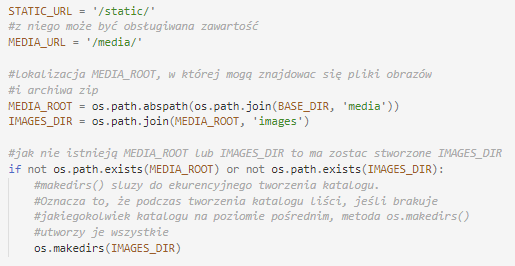 STATIC_URL = '/static/'
#z niego może być obsługiwana zawartość
MEDIA_URL = '/media/'

#lokalizacja MEDIA_ROOT, w której mogą znajdowac się pliki obrazów
#i archiwa zip
MEDIA_ROOT = os.path.abspath(os.path.join(BASE_DIR, 'media'))
IMAGES_DIR = os.path.join(MEDIA_ROOT, 'images')

#jak nie istnieją MEDIA_ROOT lub IMAGES_DIR to ma zostac stworzone IMAGES_DIR
if not os.path.exists(MEDIA_ROOT) or not os.path.exists(IMAGES_DIR):
    #makedirs() sluzy do ekurencyjnego tworzenia katalogu.
    #Oznacza to, że podczas tworzenia katalogu liści, jeśli brakuje
    #jakiegokolwiek katalogu na poziomie pośrednim, metoda os.makedirs()
    #utworzy je wszystkie
    os.makedirs(IMAGES_DIR)